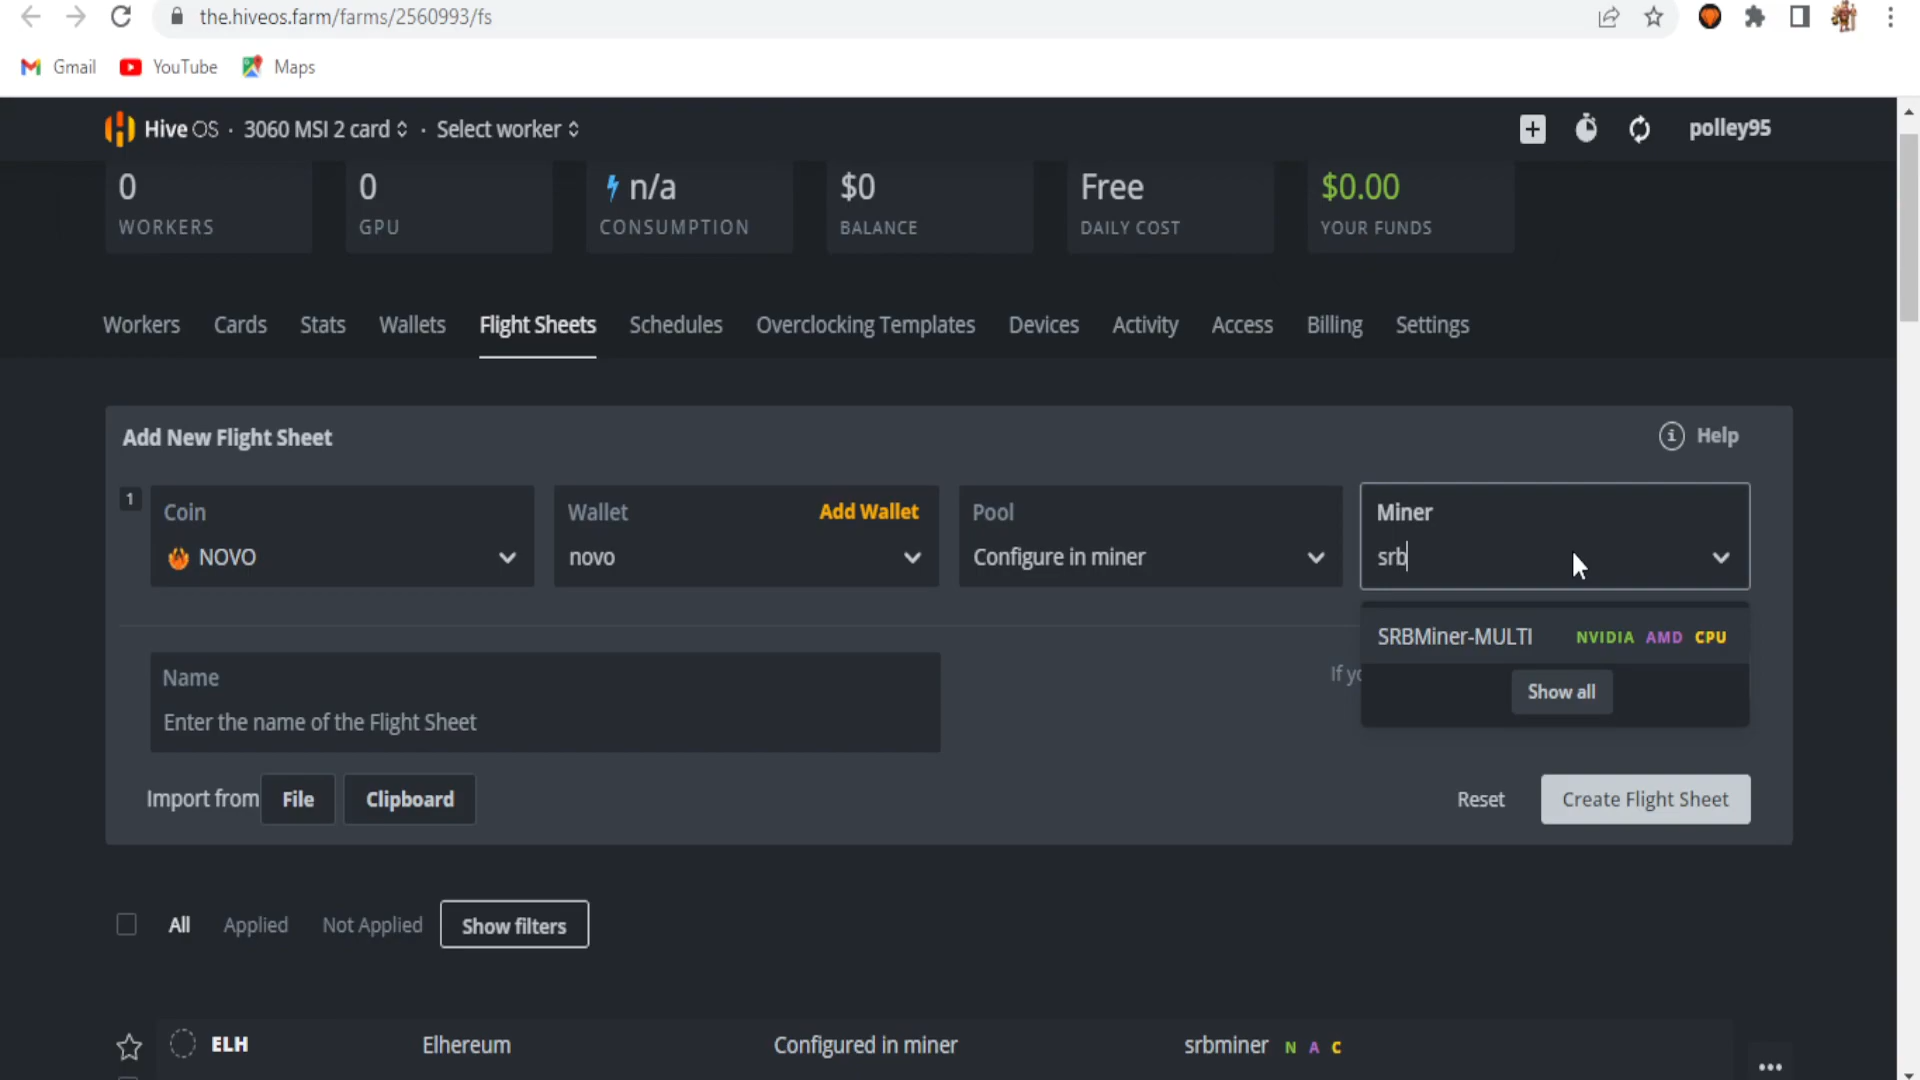 the.hiveos.farm/farms/2560993/fs
Gmail YouTube Maps
Hive OS · 3060 MSI 2 card · Select worker polley95
0 0 n/a $0 Free $0.00
WORKERS GPU CONSUMPTION BALANCE DAILY COST YOUR FUNDS
Workers Cards Stats Wallets Flight Sheets Schedules Overclocking Templates Devices Activity Access Billing Settings
Add New Flight Sheet Help
1 Coin Wallet Add Wallet Pool Miner
NOVO novo Configure in miner srb
SRBMiner-MULTI NVIDIA AMD CPU
Name If
Enter the name of the Flight Sheet Show all
Import from File Clipboard Reset Create Flight Sheet
All Applied Not Applied Show filters
ELH Elhereum Configured in miner srbminer N A C